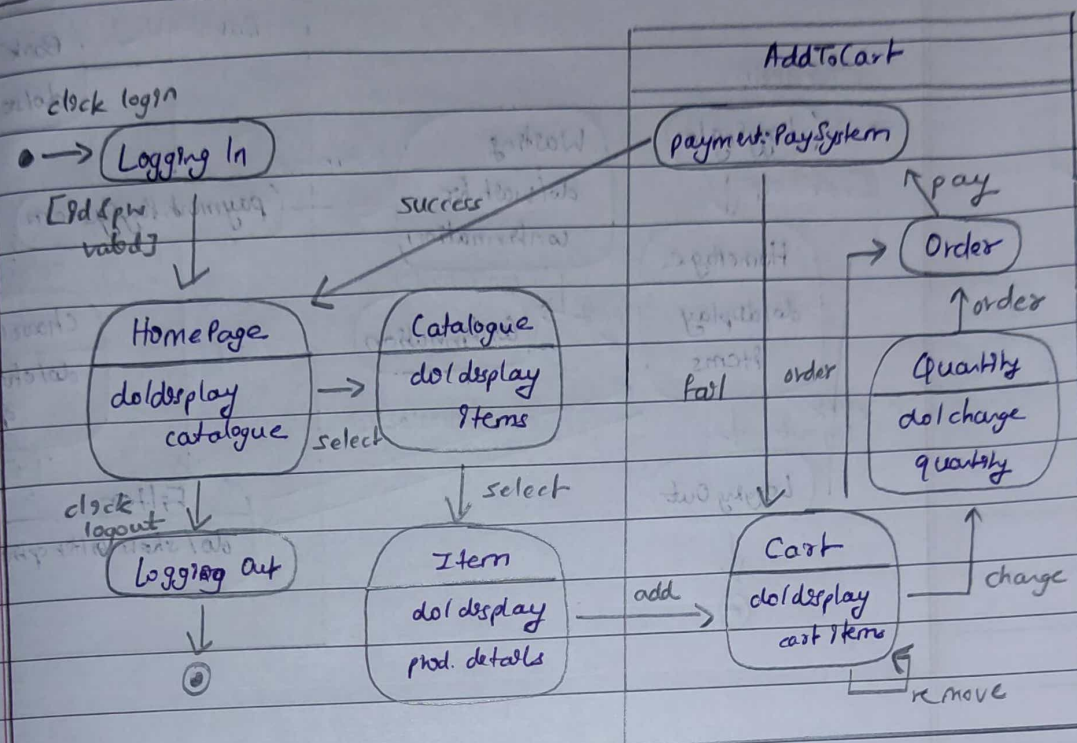 AddToCart
click login
Logging In
payment:PaySystem
[id & pw
valid]
success
pay
Order
order
HomePage
do/display
catalogue
select
Catalogue
do/display
items
fail
order
Quantity
do/change
quantity
click
logout
select
Logging Out
Item
do/display
prod. details
add
Cart
do/display
cart items
change
remove